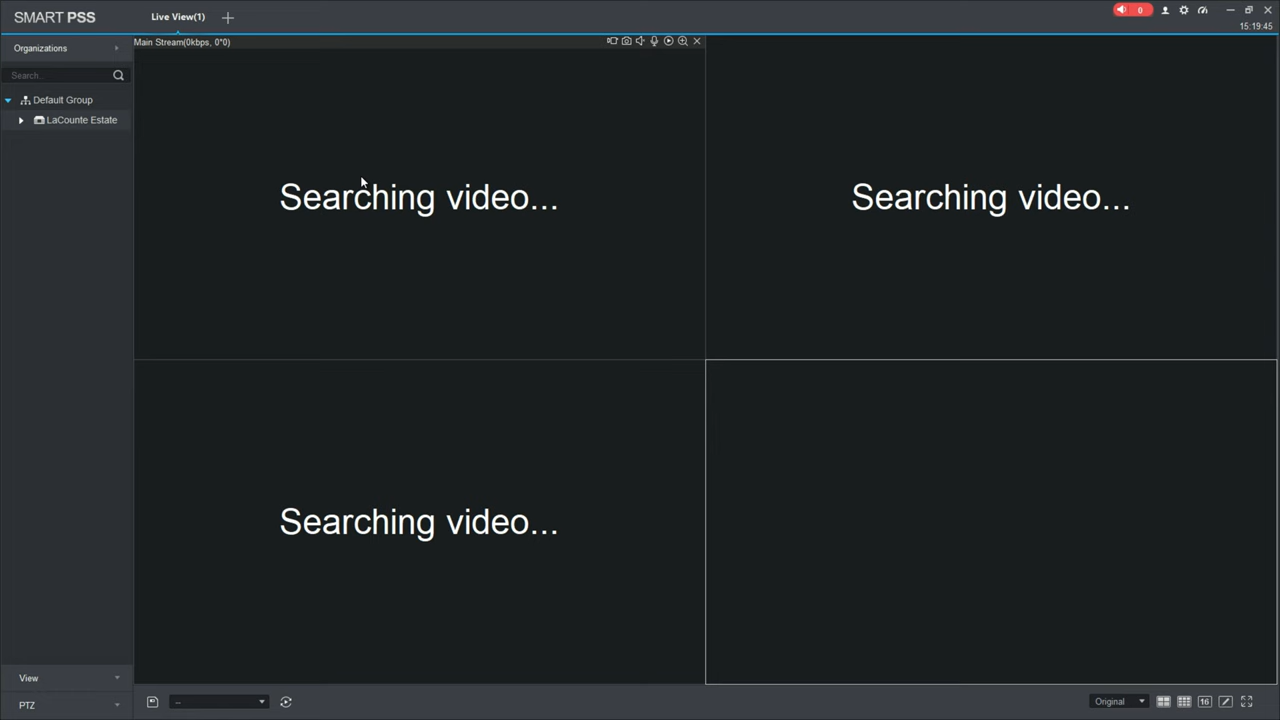 SMART PSS
Live View(1)
0
15:19:45
Organizations
Main Stream(0kbps, 0*0)
Search..
Default Group
LaCounte Estate
Searching video...
Searching video...
Searching video...
View
PTZ
--
Original
16